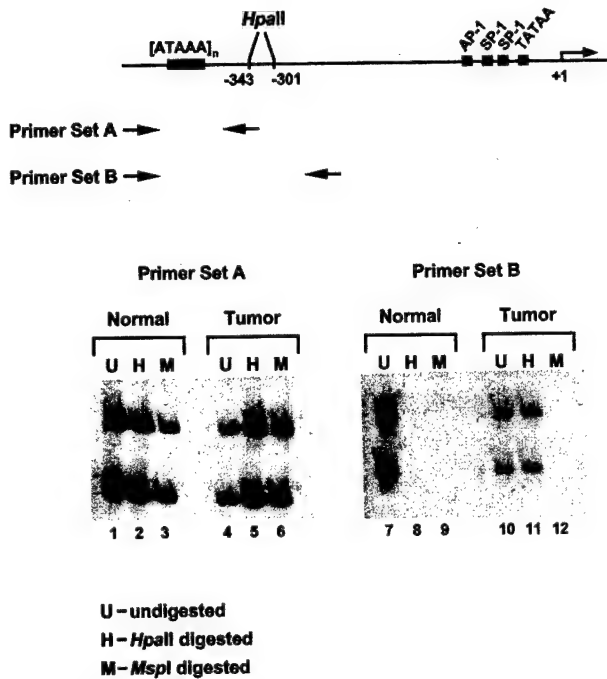 HpaII
[ATAAA]n
AP-1 SP-1 SP-1 TATAA
-343 -301 +1
Primer Set A
Primer Set B
Primer Set A Primer Set B
Normal Tumor Normal Tumor
U H M U H M U H M U H M
1 2 3 4 5 6 7 8 9 10 11 12
U – undigested
H – HpaII digested
M – MspI digested